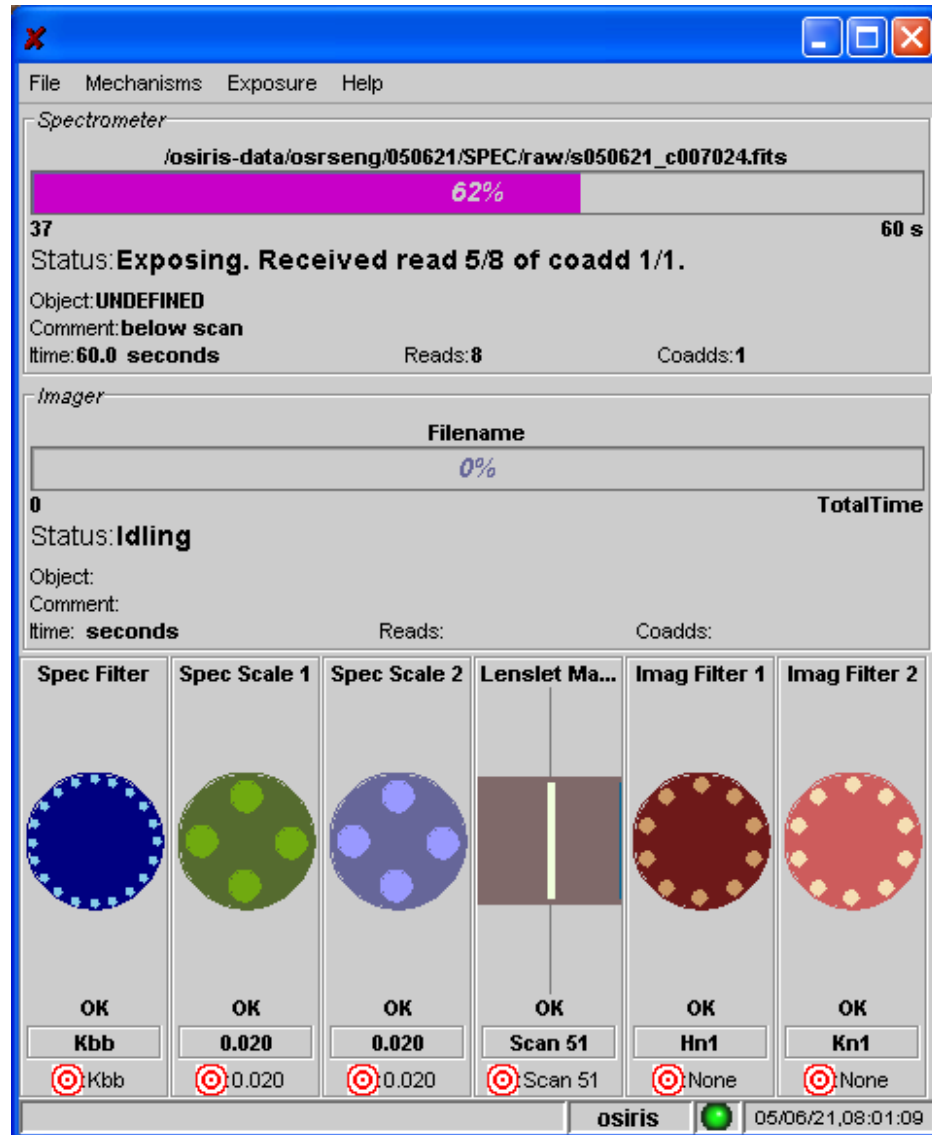 File Mechanisms Exposure Help
Spectrometer
/osiris-data/osrseng/050621/SPEC/raw/s050621_c007024.fits
62%
37 60 s
Status:Exposing. Received read 5/8 of coadd 1/1.
Object:UNDEFINED
Comment:below scan
Itime:60.0 seconds Reads:8 Coadds:1
Imager
Filename
0%
0 TotalTime
Status:Idling
Object:
Comment:
Itime: seconds Reads: Coadds:
Spec Filter Spec Scale 1 Spec Scale 2 Lenslet Ma... Imag Filter 1 Imag Filter 2
OK OK OK OK OK OK
Kbb 0.020 0.020 Scan 51 Hn1 Kn1
:Kbb :0.020 :0.020 :Scan 51 :None :None
osiris 05/06/21,08:01:09